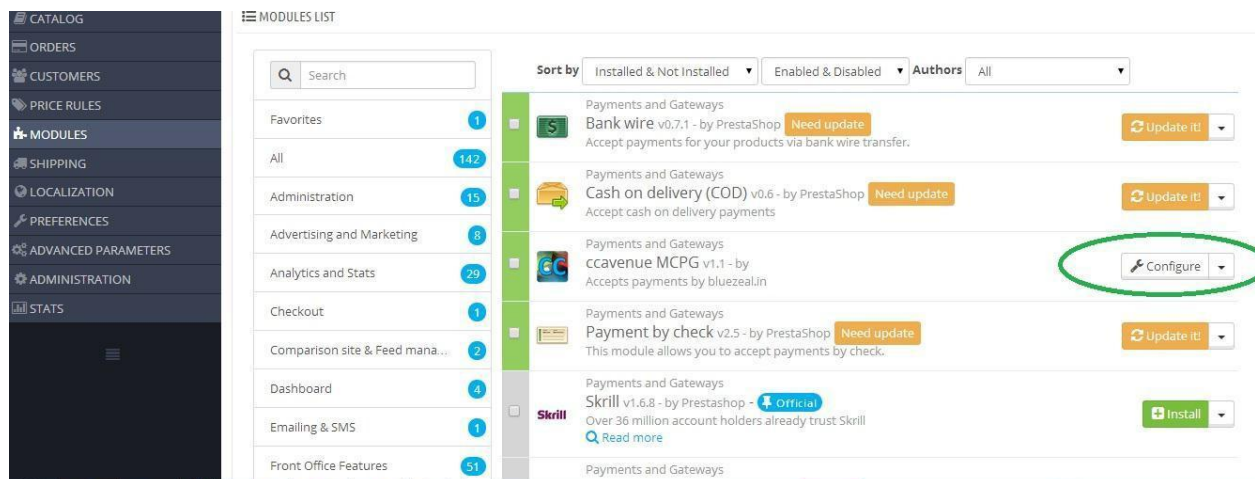 CATALOG
ORDERS
CUSTOMERS
PRICE RULES
MODULES
SHIPPING
LOCALIZATION
PREFERENCES
ADVANCED PARAMETERS
ADMINISTRATION
STATS
MODULES LIST
Search
Favorites 1
All 142
Administration 15
Advertising and Marketing 8
Analytics and Stats 29
Checkout 1
Comparison site & Feed mana... 2
Dashboard 4
Emailing & SMS 1
Front Office Features 51
Sort by Installed & Not Installed Enabled & Disabled Authors All
Payments and Gateways
Bank wire v0.7.1 - by PrestaShop Need update
Accept payments for your products via bank wire transfer.
Update it!
Payments and Gateways
Cash on delivery (COD) v0.6 - by PrestaShop Need update
Accept cash on delivery payments
Update it!
Payments and Gateways
ccavenue MCPG v1.1 - by
Accepts payments by bluezeal.in
Configure
Payments and Gateways
Payment by check v2.5 - by PrestaShop Need update
This module allows you to accept payments by check.
Update it!
Skrill
Payments and Gateways
Skrill v1.6.8 - by Prestashop - Official
Over 36 million account holders already trust Skrill
Read more
Install
Payments and Gateways